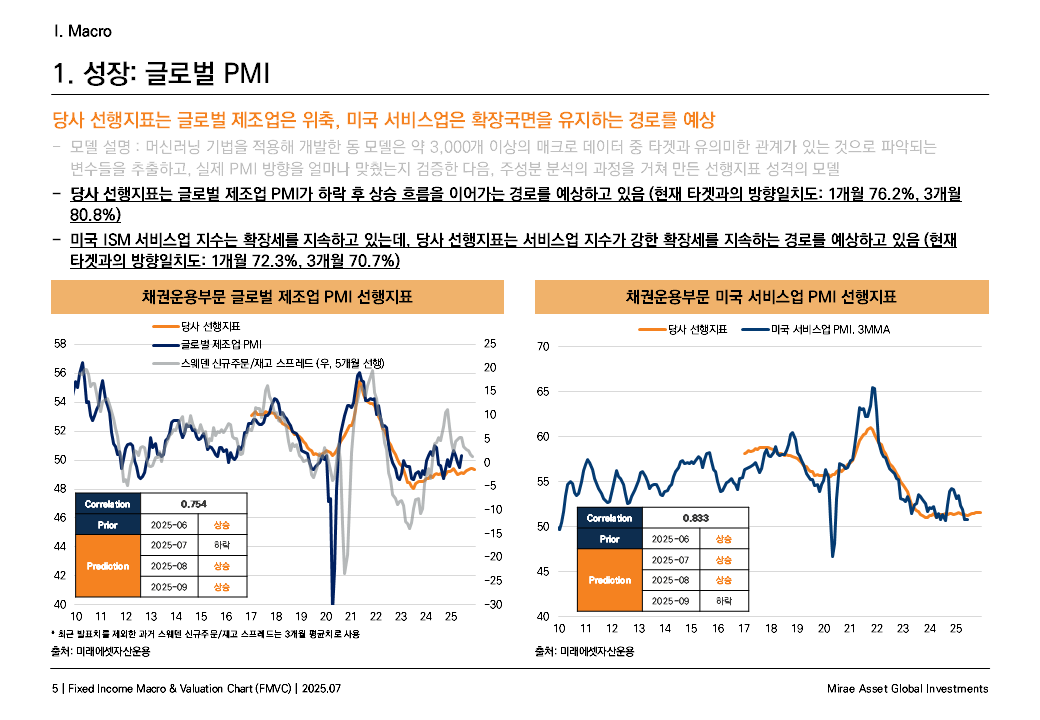 I. Macro
1. 성장: 글로벌 PMI
당사 선행지표는 글로벌 제조업은 위축, 미국 서비스업은 확장국면을 유지하는 경로를 예상
– 모델 설명 : 머신러닝 기법을 적용해 개발한 동 모델은 약 3,000개 이상의 매크로 데이터 중 타겟과 유의미한 관계가 있는 것으로 파악되는
변수들을 추출하고, 실제 PMI 방향을 얼마나 맞췄는지 검증한 다음, 주성분 분석의 과정을 거쳐 만든 선행지표 성격의 모델
– 당사 선행지표는 글로벌 제조업 PMI가 하락 후 상승 흐름을 이어가는 경로를 예상하고 있음 (현재 타겟과의 방향일치도: 1개월 76.2%, 3개월
80.8%)
– 미국 ISM 서비스업 지수는 확장세를 지속하고 있는데, 당사 선행지표는 서비스업 지수가 강한 확장세를 지속하는 경로를 예상하고 있음 (현재
타겟과의 방향일치도: 1개월 72.3%, 3개월 70.7%)
채권운용부문 글로벌 제조업 PMI 선행지표
당사 선행지표
글로벌 제조업 PMI
스웨덴 신규주문/재고 스프레드 (우, 5개월 선행)
58
56
54
52
50
48
46
44
42
40
25
20
15
10
5
0
-5
-10
-15
-20
-25
-30
Correlation 0.754
Prior 2025-06 상승
Prediction 2025-07 하락
2025-08 상승
2025-09 상승
10 11 12 13 14 15 16 17 18 19 20 21 22 23 24 25
* 최근 발표치를 제외한 과거 스웨덴 신규주문/재고 스프레드는 3개월 평균치로 사용
출처: 미래에셋자산운용
채권운용부문 미국 서비스업 PMI 선행지표
당사 선행지표 미국 서비스업 PMI, 3MMA
70
65
60
55
50
45
40
Correlation 0.833
Prior 2025-06 상승
Prediction 2025-07 상승
2025-08 상승
2025-09 하락
10 11 12 13 14 15 16 17 18 19 20 21 22 23 24 25
출처: 미래에셋자산운용
5 | Fixed Income Macro & Valuation Chart (FMVC) | 2025.07
Mirae Asset Global Investments